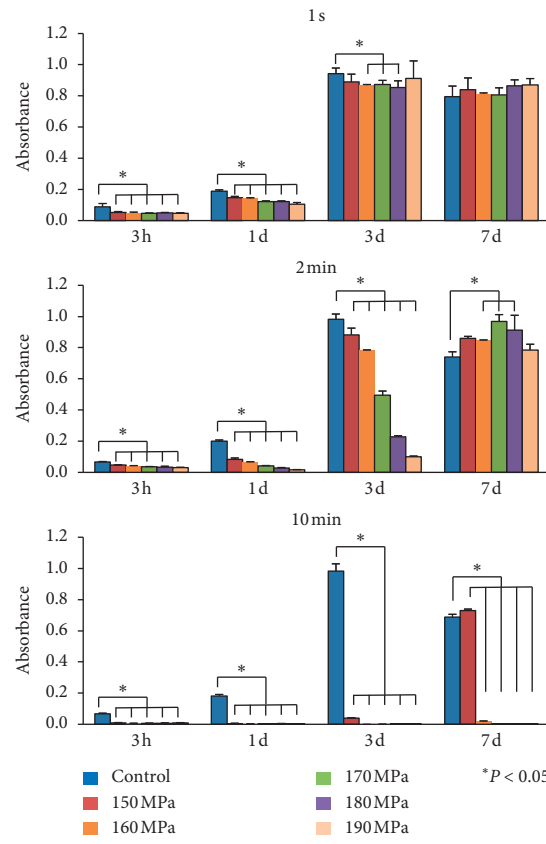 1 s
Absorbance
1.2
1.0
0.8
0.6
0.4
0.2
0.0
*
*
*
3 h
1 d
3 d
7 d
2 min
Absorbance
1.2
1.0
0.8
0.6
0.4
0.2
0.0
*
*
*
*
3 h
1 d
3 d
7 d
10 min
Absorbance
1.2
1.0
0.8
0.6
0.4
0.2
0.0
*
*
*
*
3 h
1 d
3 d
7 d
Control
150 MPa
160 MPa
170 MPa
180 MPa
190 MPa
*P < 0.05